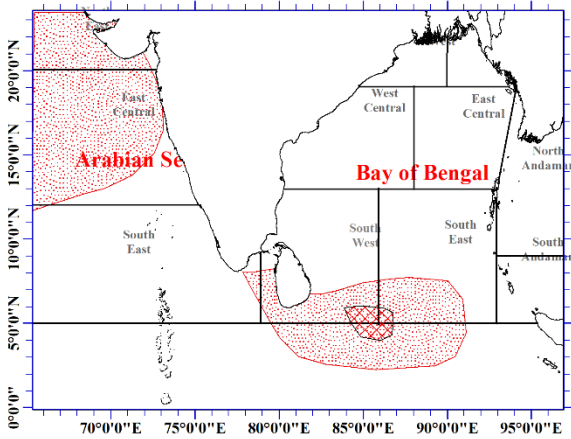 North
East
East
Central
West
Central
East
Central
Arabian Se
Bay of Bengal
North
Andaman
South
East
South
West
South
East
South
Andaman
20°0'0"N
15°0'0"N
10°0'0"N
5°0'0"N
0°0'0"
70°0'0"E
75°0'0"E
80°0'0"E
85°0'0"E
90°0'0"E
95°0'0"E